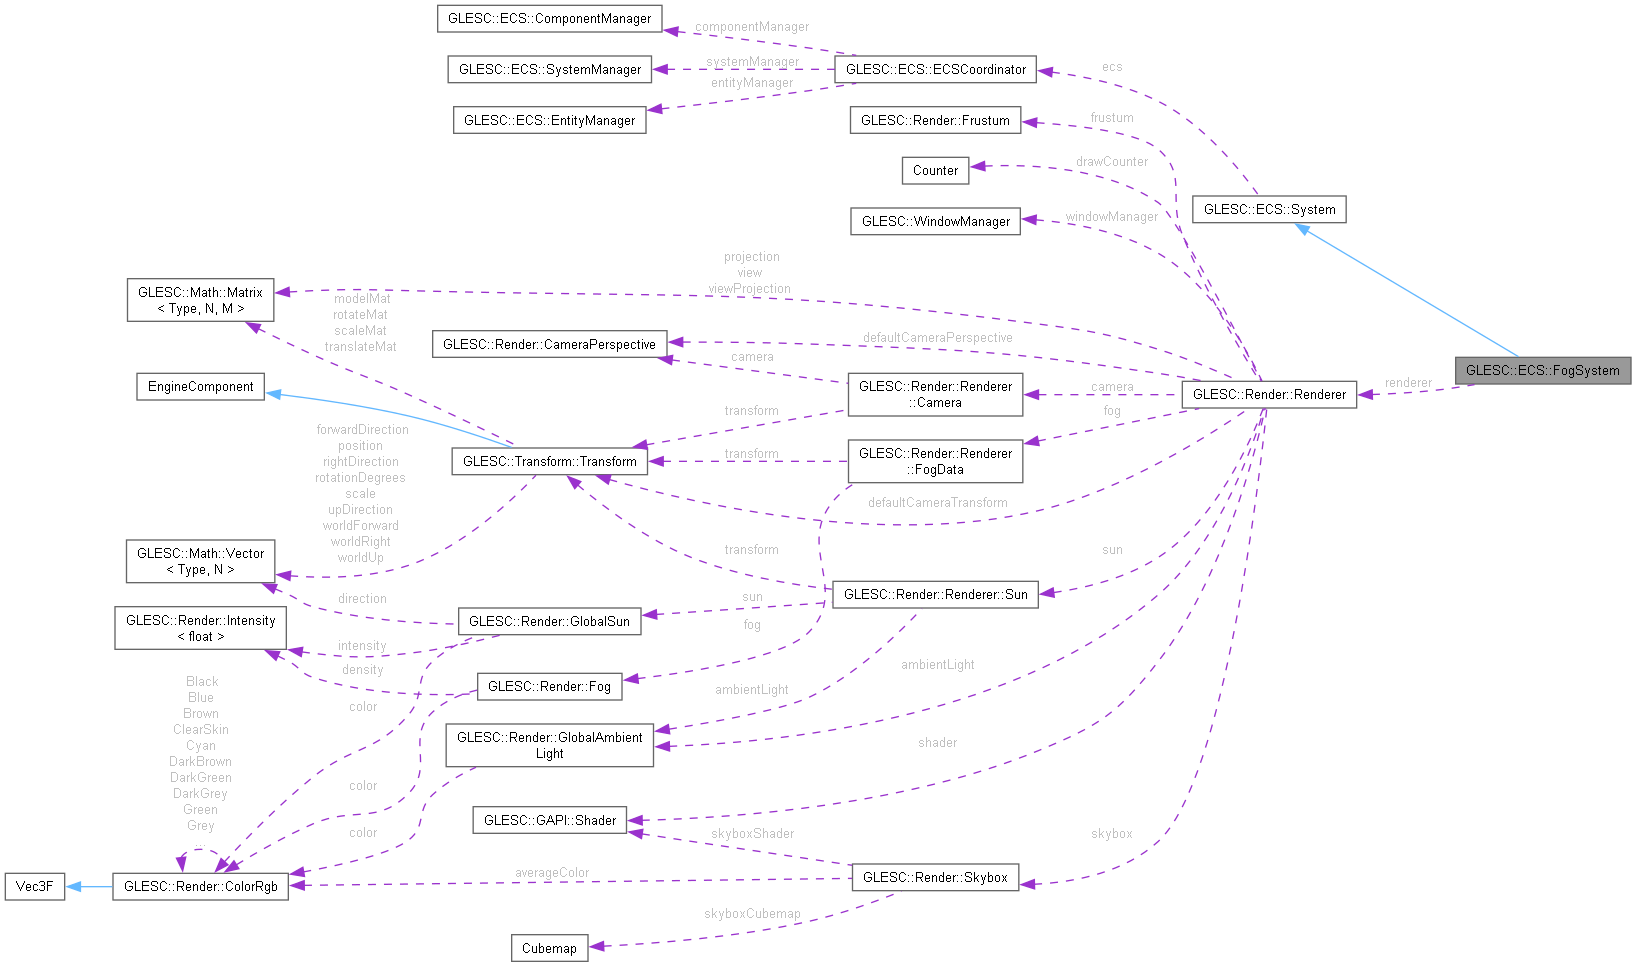 GLESC::ECS::ComponentManager
componentManager
GLESC::ECS::SystemManager
systemManager
GLESC::ECS::ECSCoordinator
ecs
entityManager
GLESC::ECS::EntityManager
GLESC::Render::Frustum
frustum
Counter
drawCounter
GLESC::ECS::System
GLESC::WindowManager
windowManager
projection
view
viewProjection
GLESC::Math::Matrix
< Type, N, M >
modelMat
rotateMat
scaleMat
translateMat
GLESC::Render::CameraPerspective
defaultCameraPerspective
camera
EngineComponent
GLESC::Render::Renderer
::Camera
camera
GLESC::Render::Renderer
renderer
GLESC::ECS::FogSystem
transform
fog
forwardDirection
position
rightDirection
rotationDegrees
scale
upDirection
worldForward
worldRight
worldUp
GLESC::Transform::Transform
transform
GLESC::Render::Renderer
::FogData
defaultCameraTransform
GLESC::Math::Vector
< Type, N >
transform
sun
direction
GLESC::Render::Renderer::Sun
GLESC::Render::Intensity
< float >
GLESC::Render::GlobalSun
sun
fog
intensity
density
GLESC::Render::Fog
ambientLight
ambientLight
color
Black
Blue
Brown
ClearSkin
Cyan
DarkBrown
DarkGreen
DarkGrey
Green
Grey
...
GLESC::Render::GlobalAmbient
Light
shader
color
color
GLESC::GAPI::Shader
skyboxShader
skybox
Vec3F
GLESC::Render::ColorRgb
averageColor
GLESC::Render::Skybox
skyboxCubemap
Cubemap